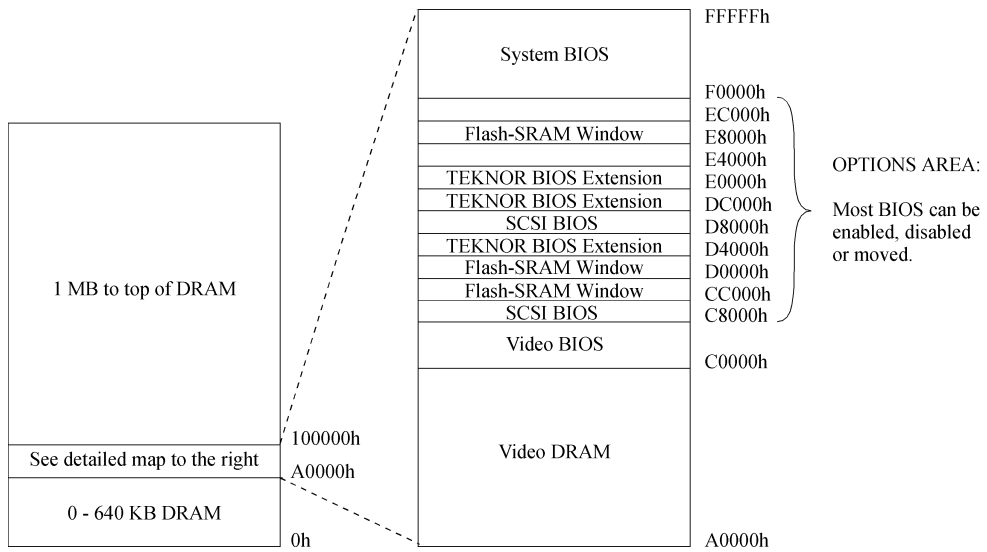 1 MB to top of DRAM
100000h
See detailed map to the right
A0000h
0 - 640 KB DRAM
0h
FFFFFh
System BIOS
F0000h
EC000h
Flash-SRAM Window
E8000h
E4000h
TEKNOR BIOS Extension
E0000h
TEKNOR BIOS Extension
DC000h
SCSI BIOS
D8000h
TEKNOR BIOS Extension
D4000h
Flash-SRAM Window
D0000h
Flash-SRAM Window
CC000h
SCSI BIOS
C8000h
Video BIOS
C0000h
Video DRAM
A0000h
OPTIONS AREA:
Most BIOS can be
enabled, disabled
or moved.